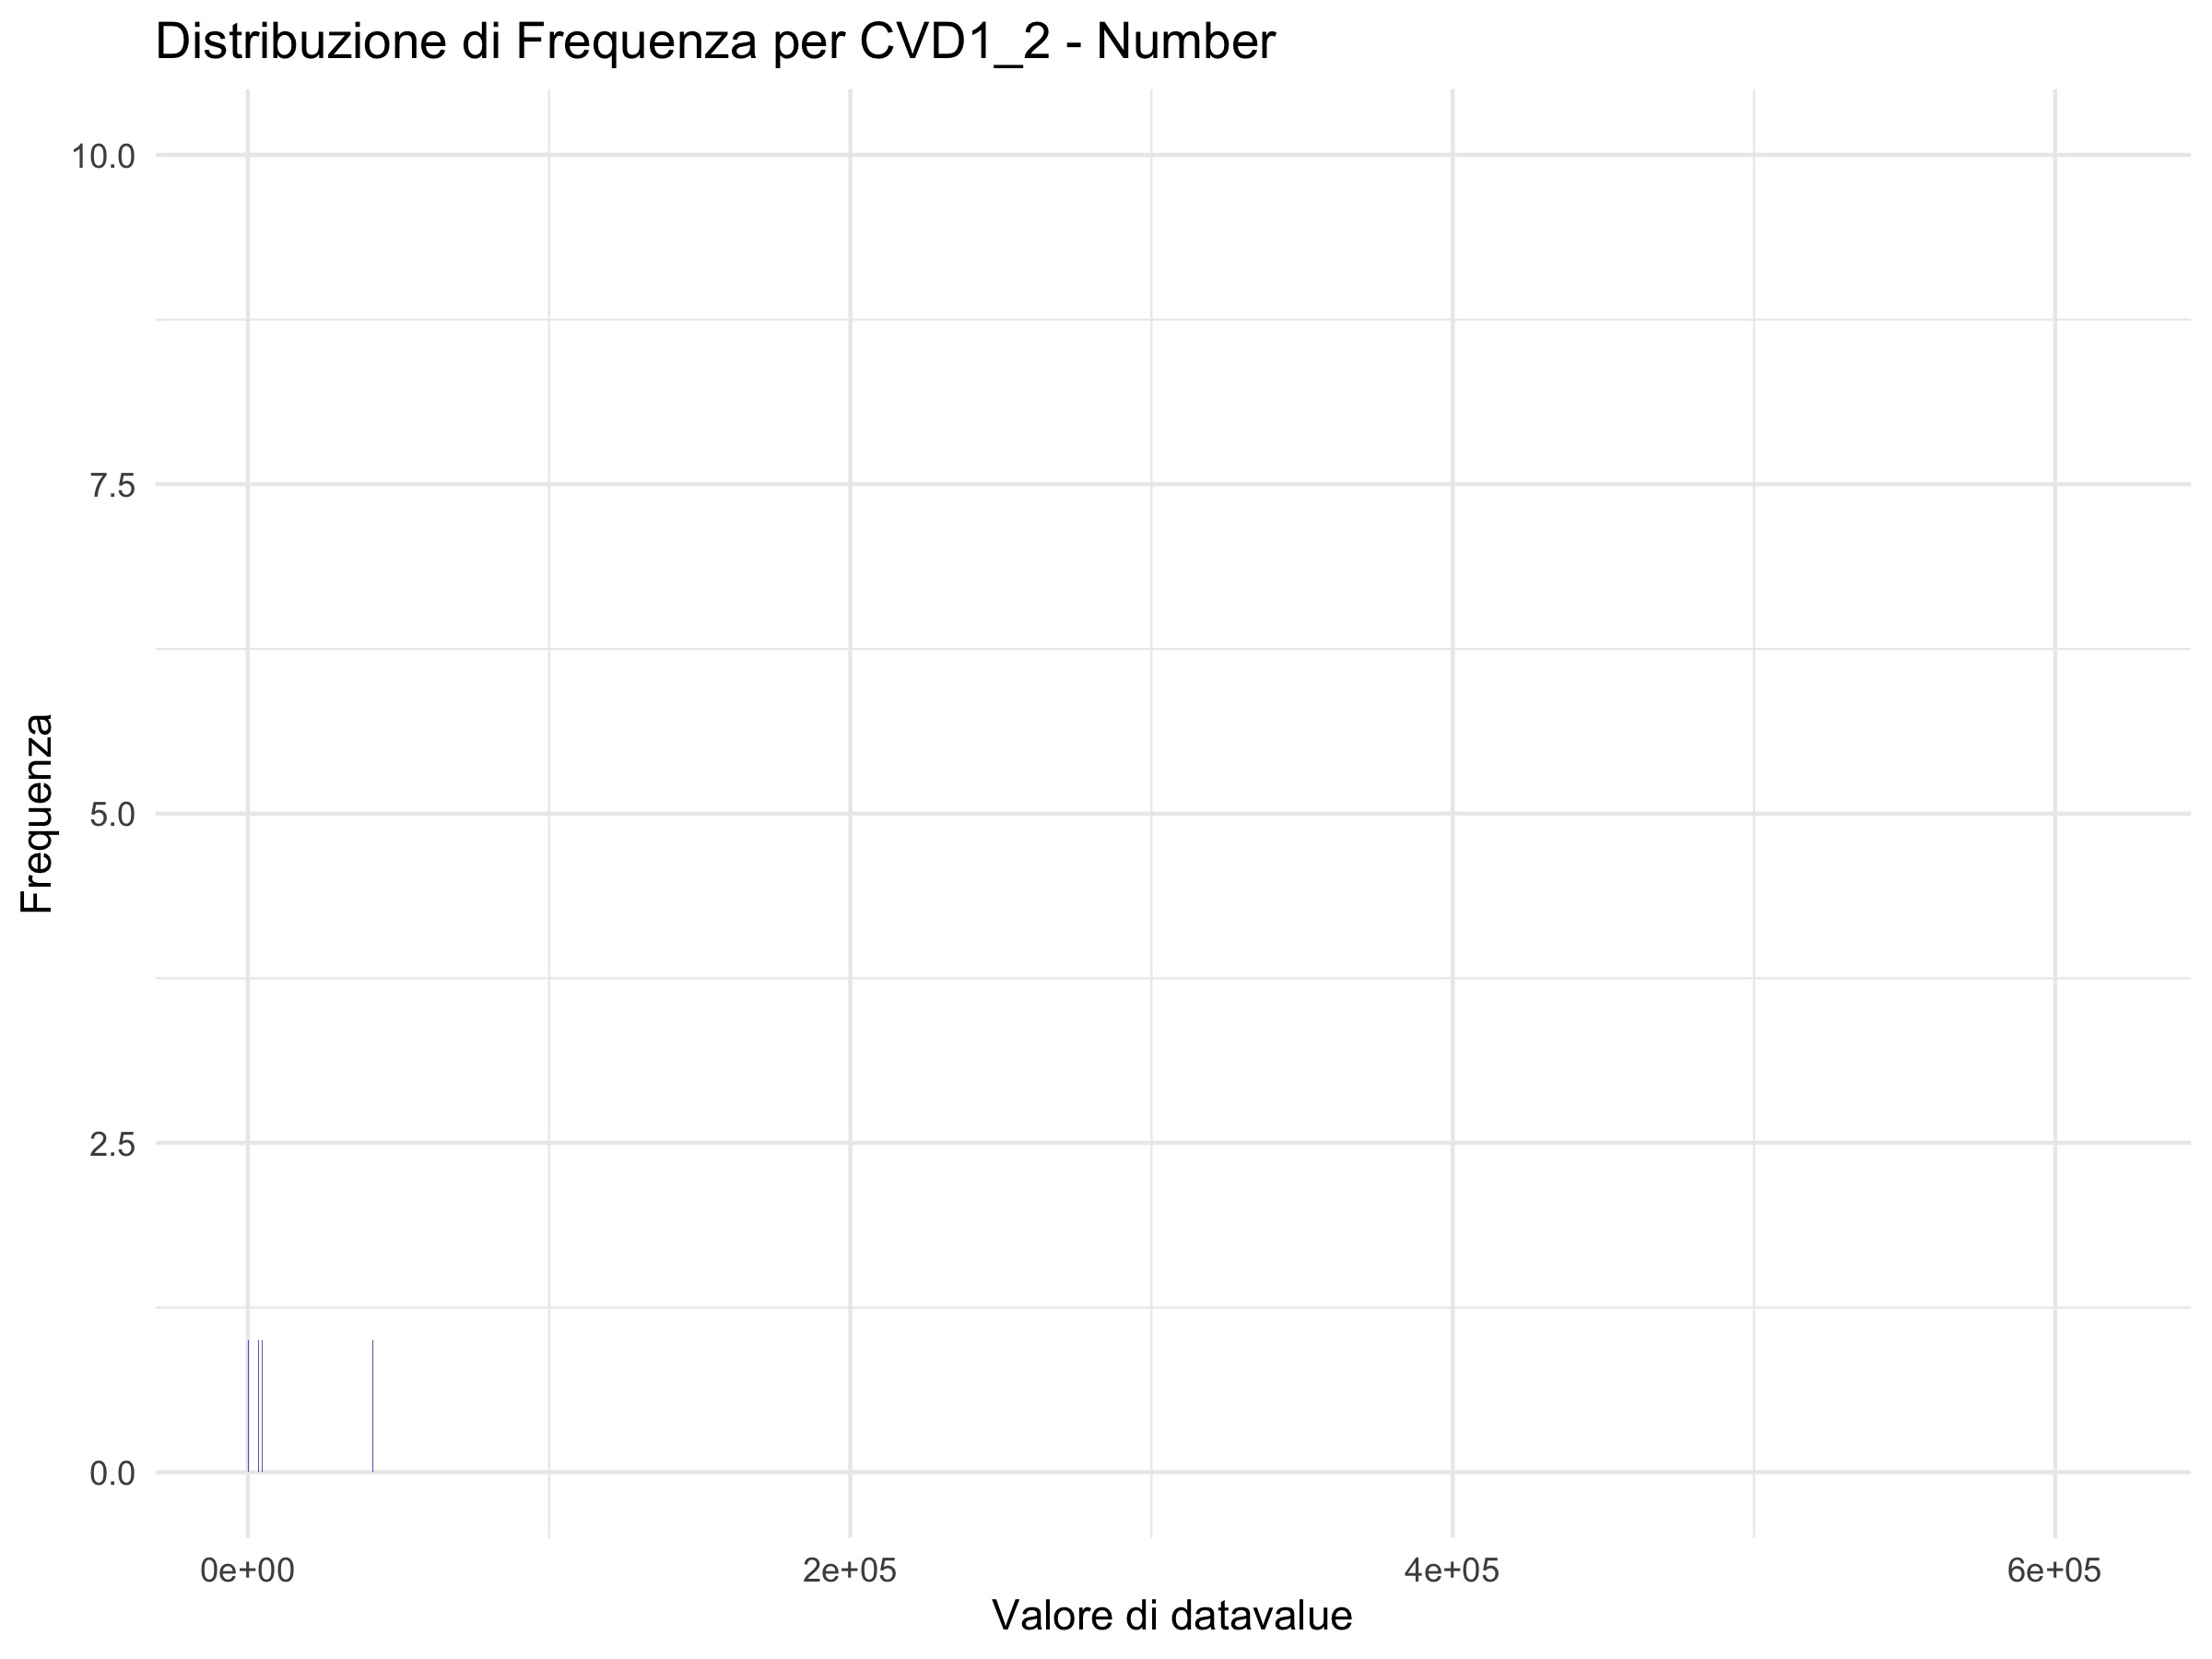 Distribuzione di Frequenza per CVD1_2 - Number
10.0
7.5
5.0
2.5
0.0
Frequenza
0e+00 2e+05 4e+05 6e+05
Valore di datavalue